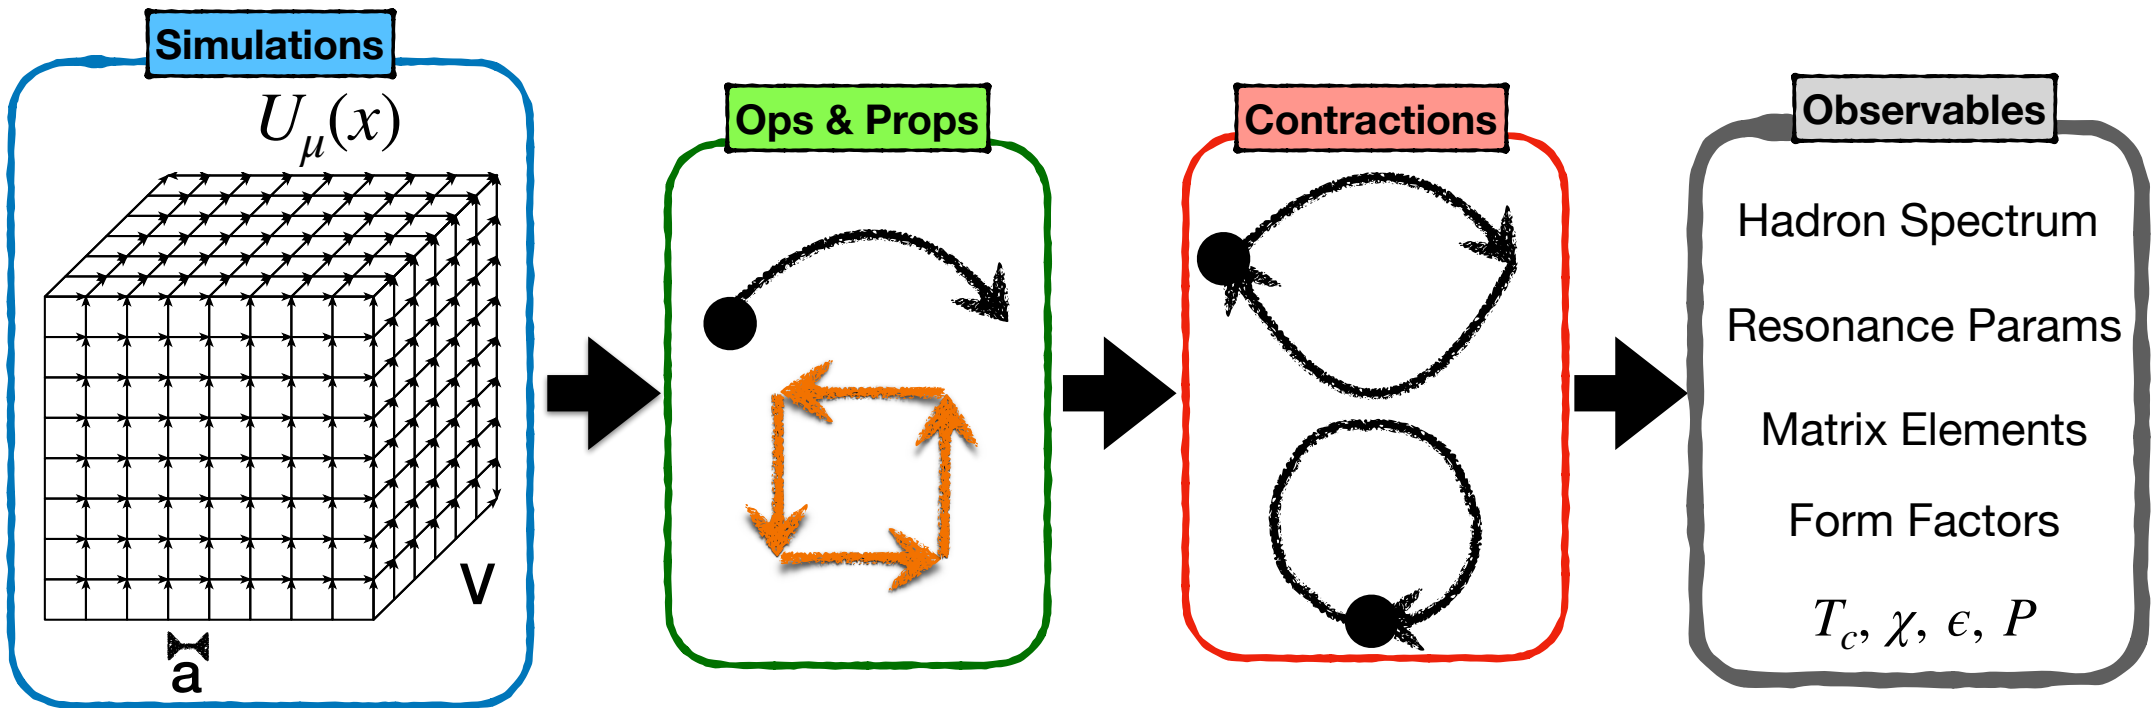 Simulations
U_μ(x)
V
a
Ops & Props
Contractions
Observables
Hadron Spectrum
Resonance Params
Matrix Elements
Form Factors
T_c, χ, ϵ, P